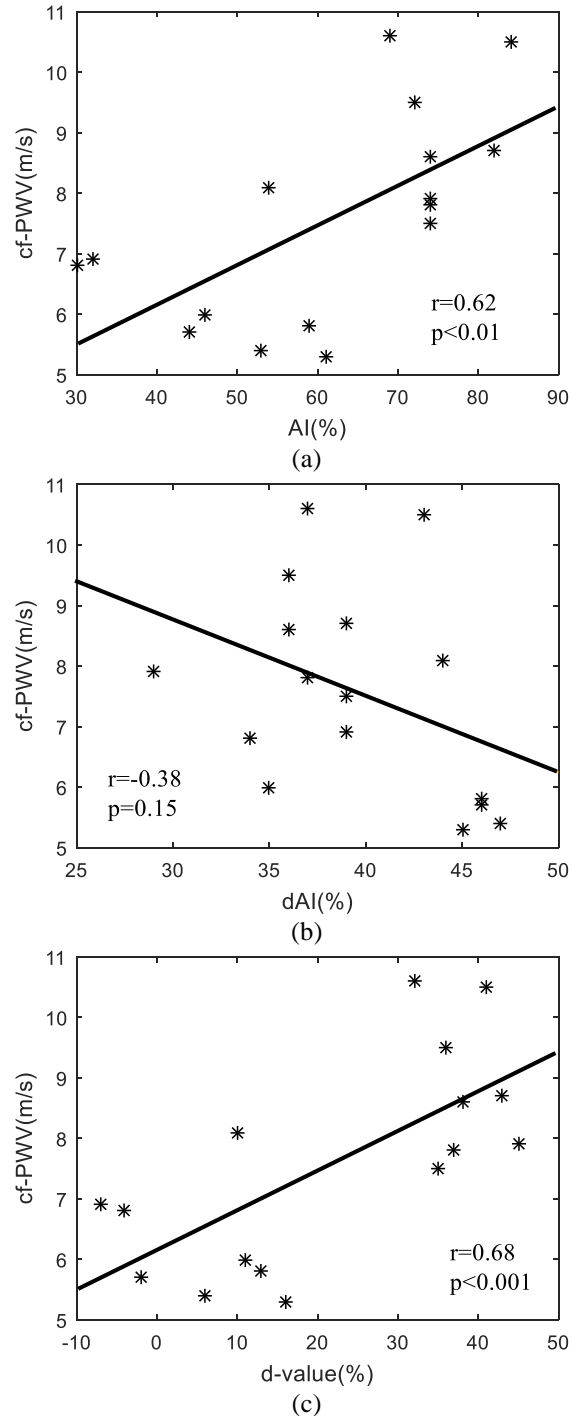 11
10
9
8
7
6
5
cf-PWV(m/s)
r=0.62
p<0.01
30 40 50 60 70 80 90
AI(%)
(a)
11
10
9
8
7
6
5
cf-PWV(m/s)
r=-0.38
p=0.15
25 30 35 40 45 50
dAI(%)
(b)
11
10
9
8
7
6
5
cf-PWV(m/s)
r=0.68
p<0.001
-10 0 10 20 30 40 50
d-value(%)
(c)